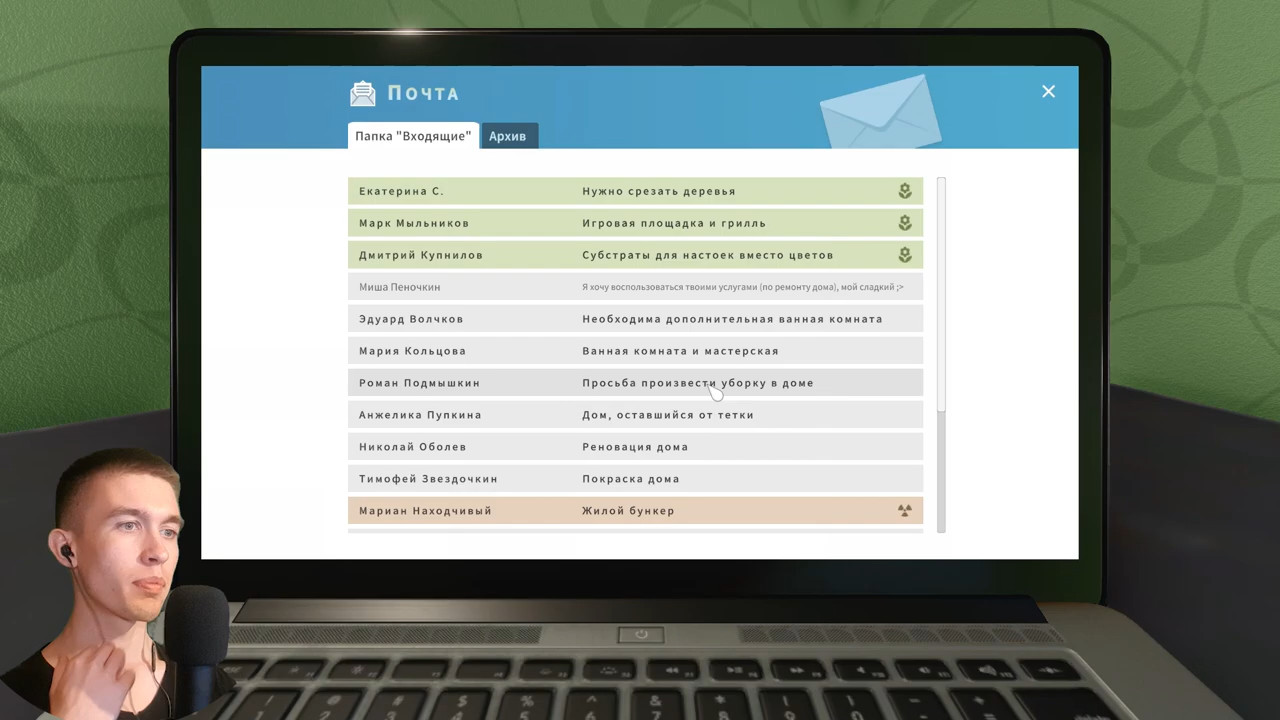 Почта
Папка "Входящие" Архив
Екатерина С. Нужно срезать деревья
Марк Мыльников Игровая площадка и грилль
Дмитрий Купнилов Субстраты для настоек вместо цветов
Миша Пеночкин Я хочу воспользоваться твоими услугами (по ремонту дома), мой сладкий ;>
Эдуард Волчков Необходима дополнительная ванная комната
Мария Кольцова Ванная комната и мастерская
Роман Подмышкин Просьба произвести уборку в доме
Анжелика Пупкина Дом, оставшийся от тетки
Николай Оболев Реновация дома
Тимофей Звездочкин Покраска дома
Мариан Находчивый Жилой бункер